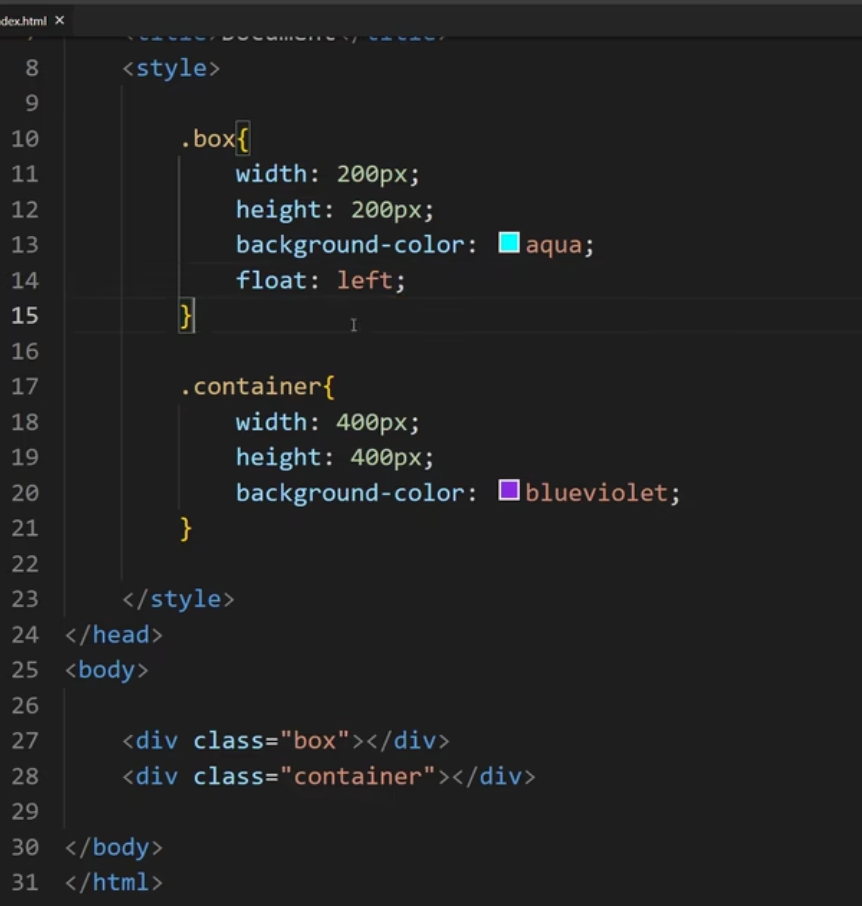 dex.html ×
7 <title>Document</title>
8 <style>
9
10 .box{
11 width: 200px;
12 height: 200px;
13 background-color: aqua;
14 float: left;
15 }
16
17 .container{
18 width: 400px;
19 height: 400px;
20 background-color: blueviolet;
21 }
22
23 </style>
24 </head>
25 <body>
26
27 <div class="box"></div>
28 <div class="container"></div>
29
30 </body>
31 </html>